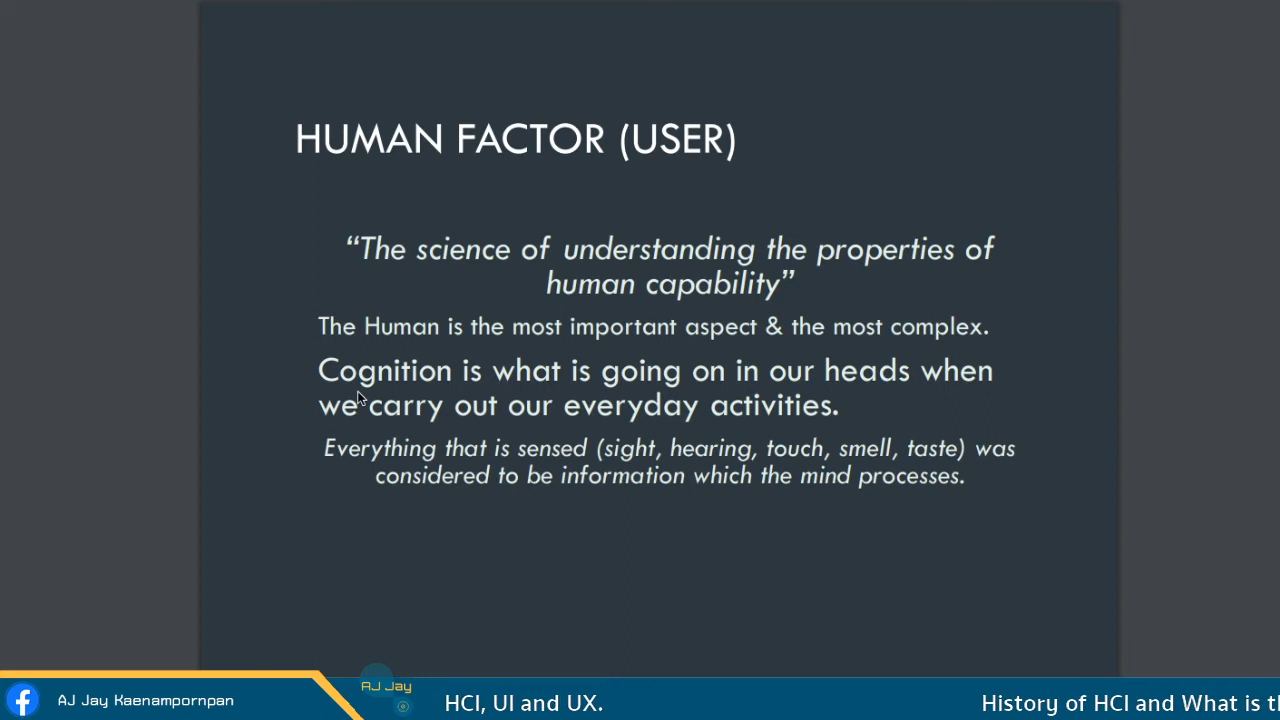 HUMAN FACTOR (USER)
“The science of understanding the properties of
human capability”
The Human is the most important aspect & the most complex.
Cognition is what is going on in our heads when
we carry out our everyday activities.
Everything that is sensed (sight, hearing, touch, smell, taste) was
considered to be information which the mind processes.
AJ Jay
AJ Jay Kaenampornpan
HCI, UI and UX.
History of HCI and What is